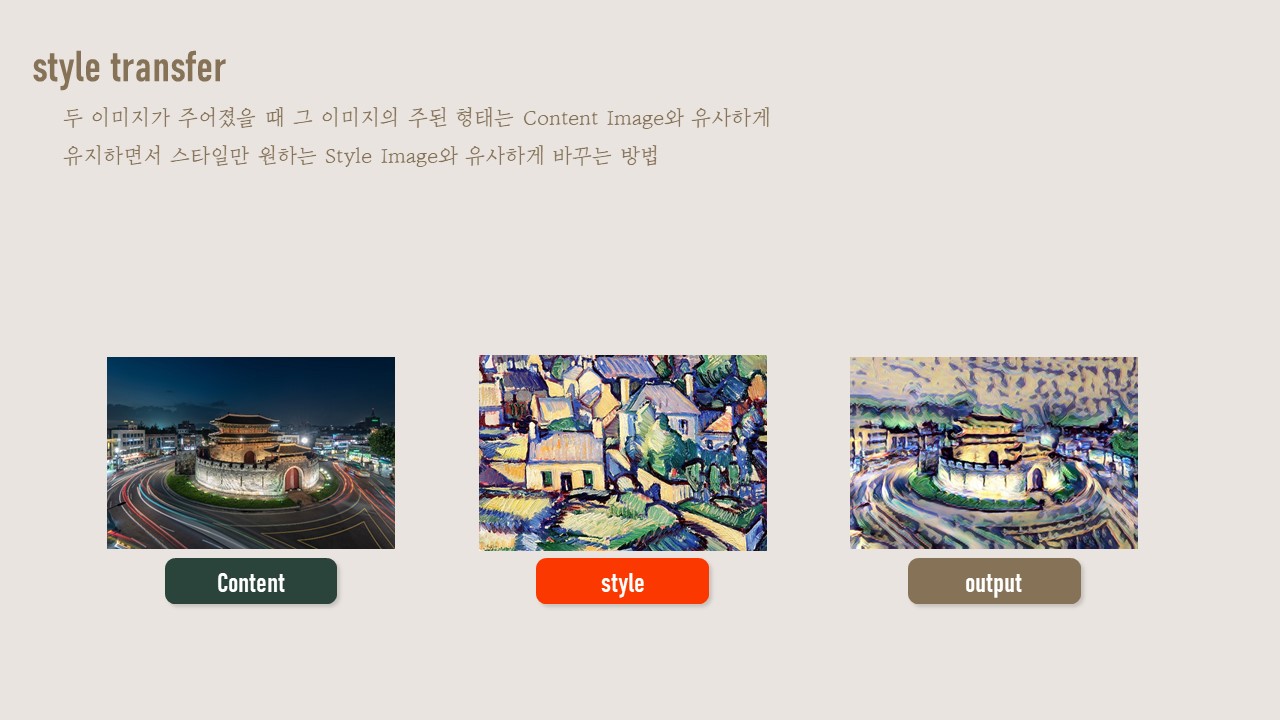 style transfer
두 이미지가 주어졌을 때 그 이미지의 주된 형태는 Content Image와 유사하게
유지하면서 스타일만 원하는 Style Image와 유사하게 바꾸는 방법
Content
style
output